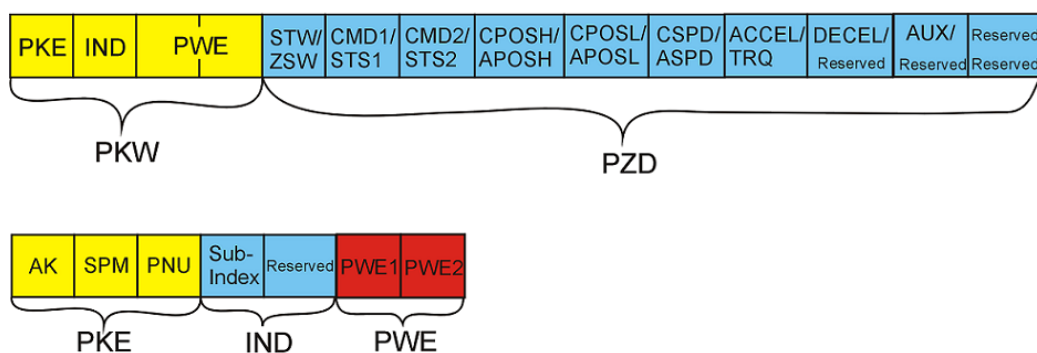 PKE IND PWE STW/ CMD1/ CMD2/ CPOSH/ CPOSL/ CSPD/ ACCEL/ DECEL/ AUX/ Reserved
ZSW STS1 STS2 APOSH APOSL ASPD TRQ Reserved Reserved Reserved
PKW PZD
AK SPM PNU Sub- Reserved PWE1 PWE2
Index
PKE IND PWE